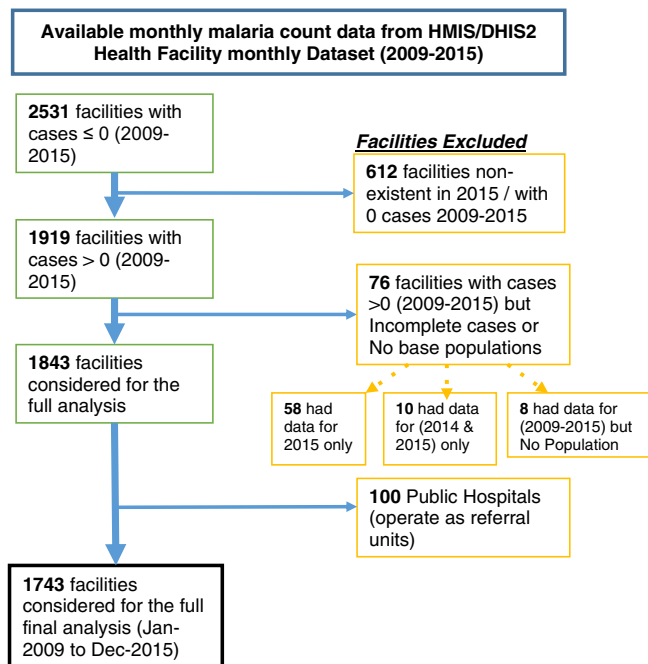 Available monthly malaria count data from HMIS/DHIS2
Health Facility monthly Dataset (2009-2015)
2531 facilities with
cases ≤ 0 (2009-
2015)
Facilities Excluded
612 facilities non-
existent in 2015 / with
0 cases 2009-2015
1919 facilities with
cases > 0 (2009-
2015)
76 facilities with cases
>0 (2009-2015) but
Incomplete cases or
No base populations
1843 facilities
considered for the
full analysis
58 had
data for
2015 only
10 had data
for (2014 &
2015) only
8 had data for
(2009-2015) but
No Population
100 Public Hospitals
(operate as referral
units)
1743 facilities
considered for the full
final analysis (Jan-
2009 to Dec-2015)